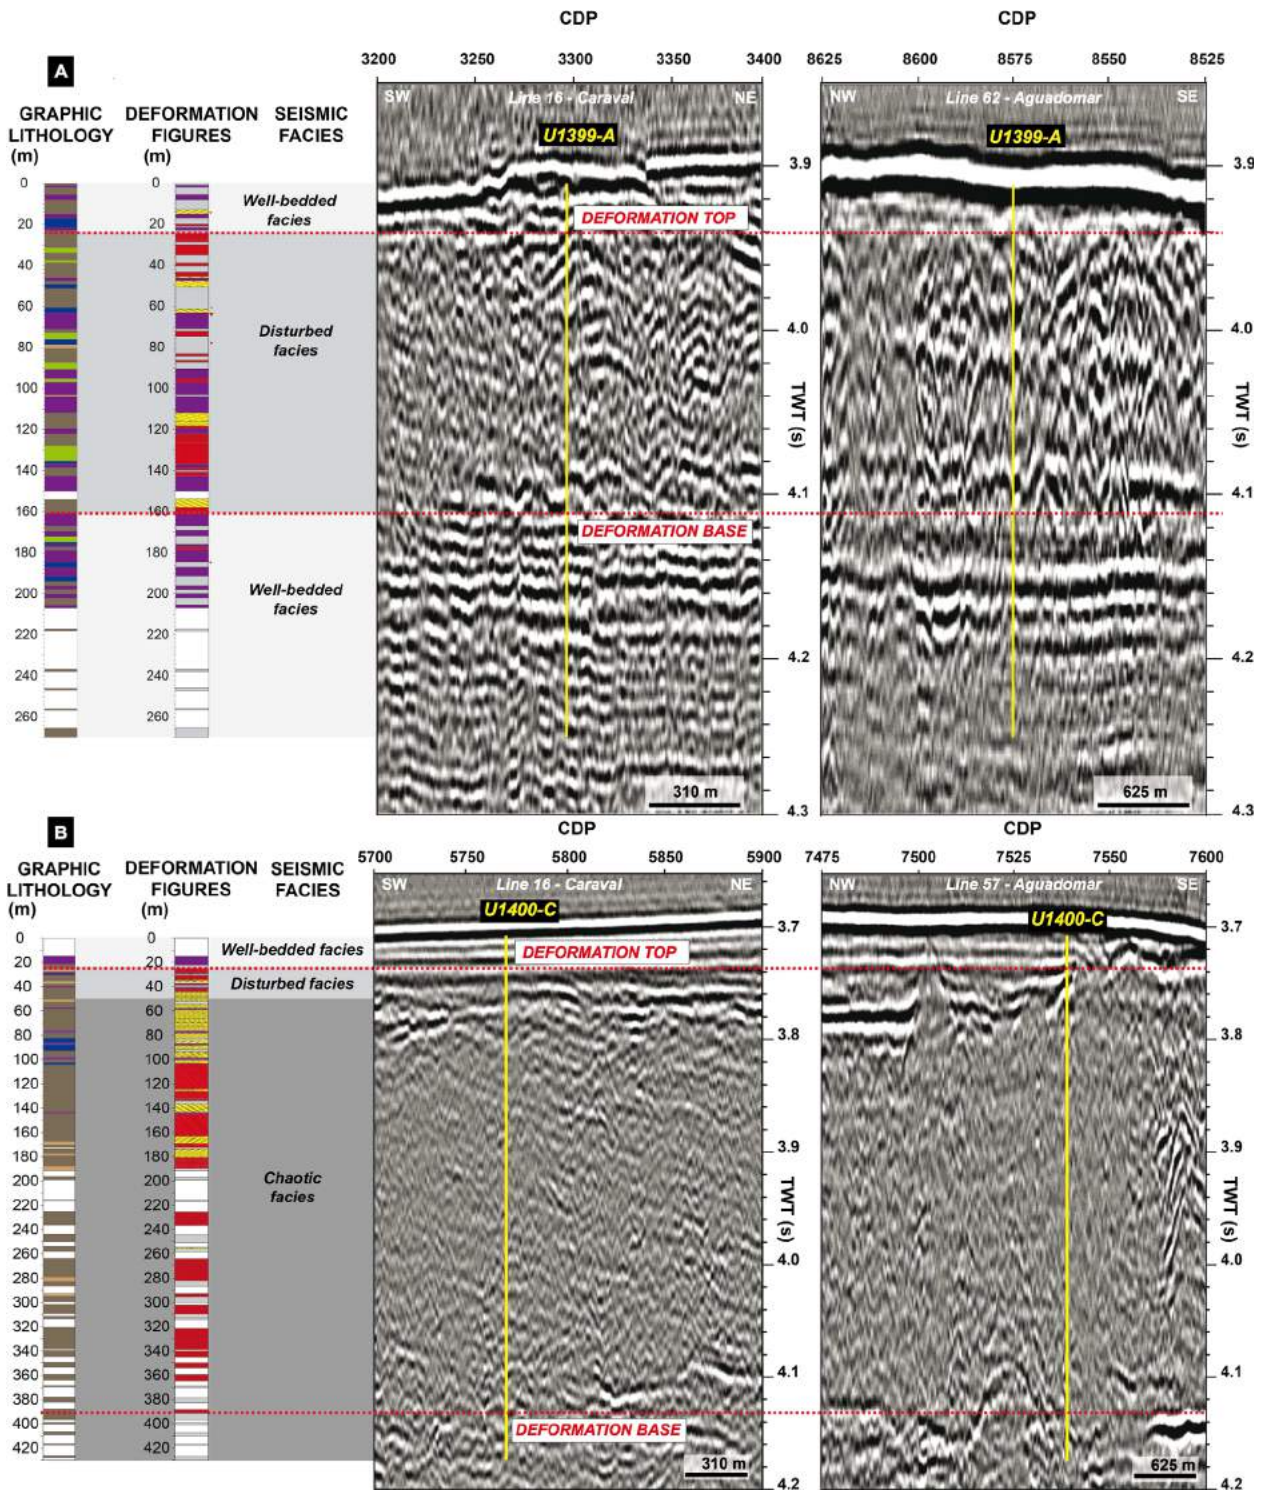 CDP
CDP
3200 3250 3300 3350 3400
8625 8600 8575 8550 8525
A
SW Line 16 - Caraval NE
NW Line 62 - Aguadomar SE
GRAPHIC LITHOLOGY (m)
DEFORMATION FIGURES (m)
SEISMIC FACIES
U1399-A
U1399-A
3.9
3.9
0
20
40
60
80
100
120
140
160
180
200
220
240
260
0
20
40
60
80
100
120
140
160
180
200
220
240
260
Well-bedded facies
Disturbed facies
Well-bedded facies
DEFORMATION TOP
DEFORMATION BASE
4.0
4.0
TWT (s)
TWT (s)
4.1
4.1
4.2
4.2
4.3
4.3
310 m
625 m
B
CDP
CDP
5700 5750 5800 5850 5900
7475 7500 7525 7550 7600
GRAPHIC LITHOLOGY (m)
DEFORMATION FIGURES (m)
SEISMIC FACIES
SW Line 16 - Caraval NE
NW Line 57 - Aguadomar SE
U1400-C
U1400-C
0
20
40
60
80
100
120
140
160
180
200
220
240
260
280
300
320
340
360
380
400
420
0
20
40
60
80
100
120
140
160
180
200
220
240
260
280
300
320
340
360
380
400
420
Well-bedded facies
Disturbed facies
Chaotic facies
DEFORMATION TOP
DEFORMATION BASE
3.7
3.7
3.8
3.8
3.9
3.9
TWT (s)
TWT (s)
4.0
4.0
4.1
4.1
4.2
4.2
310 m
625 m